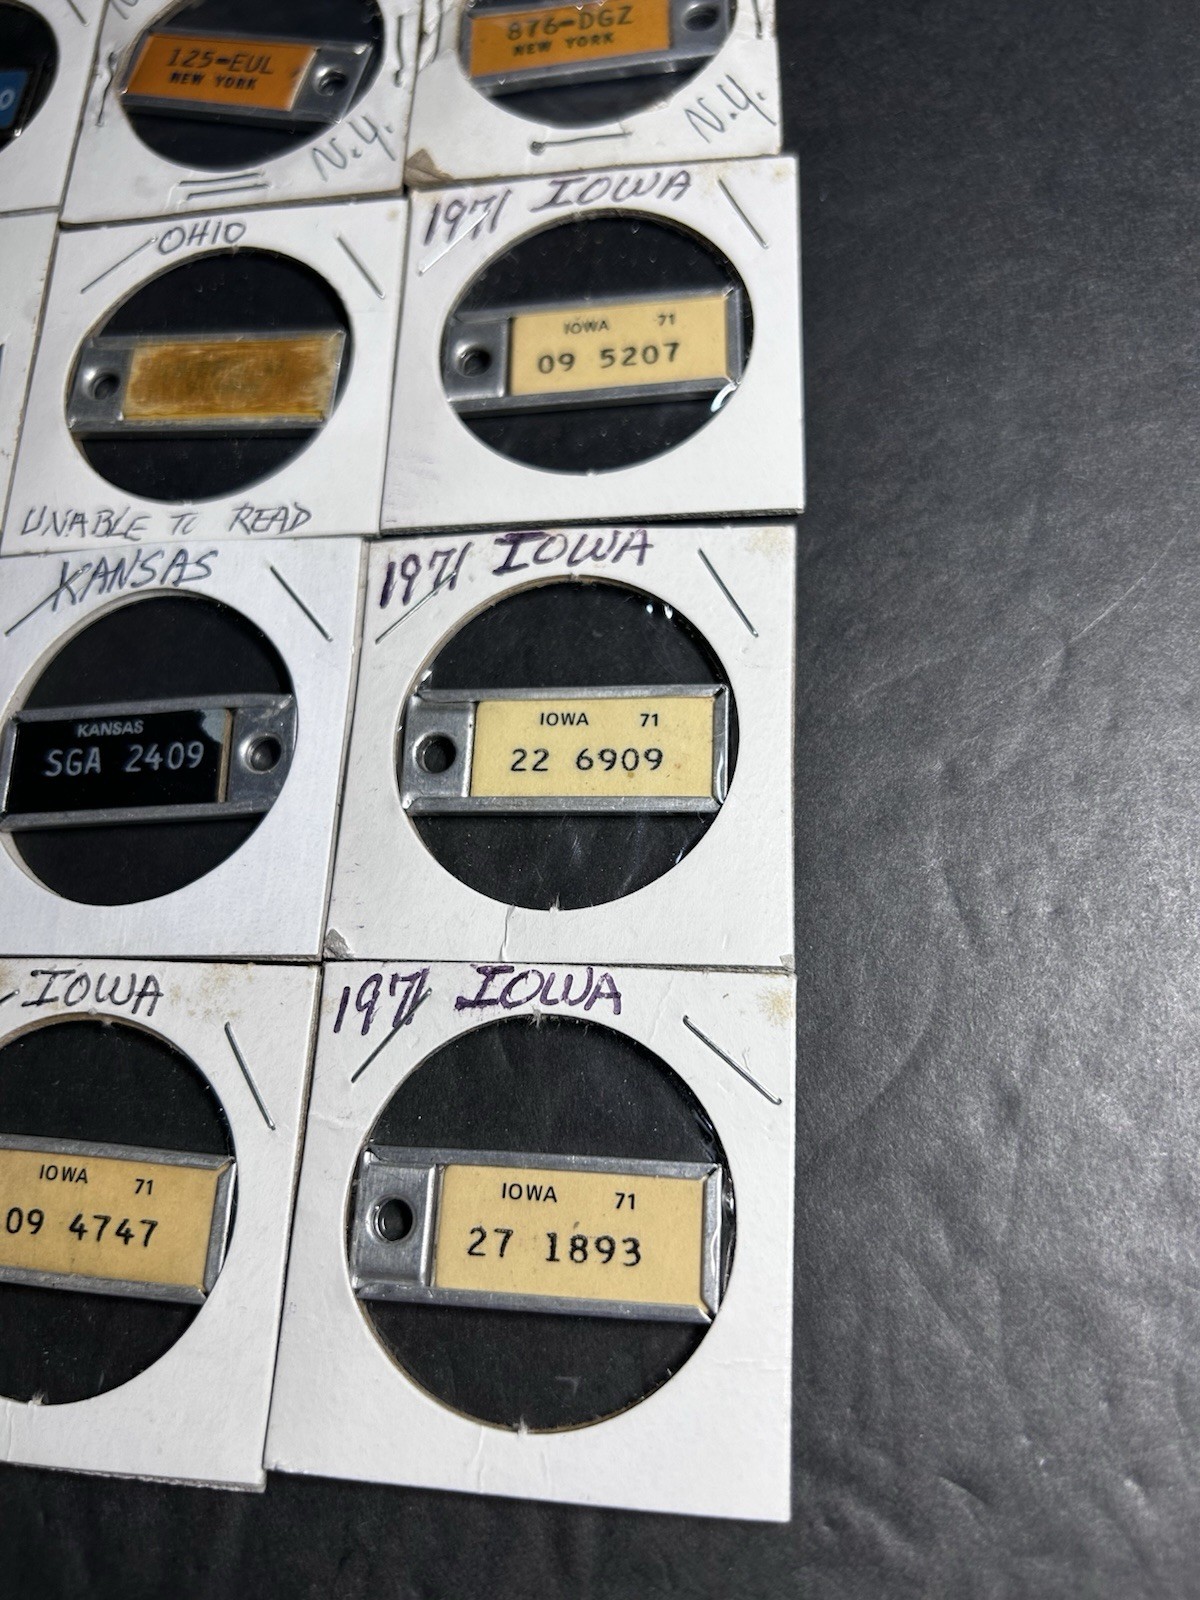 125-EUL
NEW YORK
N.Y.
876-DGZ
NEW YORK
N.Y.
OHIO
UNABLE TO READ
1971 IOWA
IOWA 71
09 5207
KANSAS
KANSAS
SGA 2409
1971 IOWA
IOWA 71
22 6909
IOWA
IOWA 71
09 4747
1971 IOWA
IOWA 71
27 1893